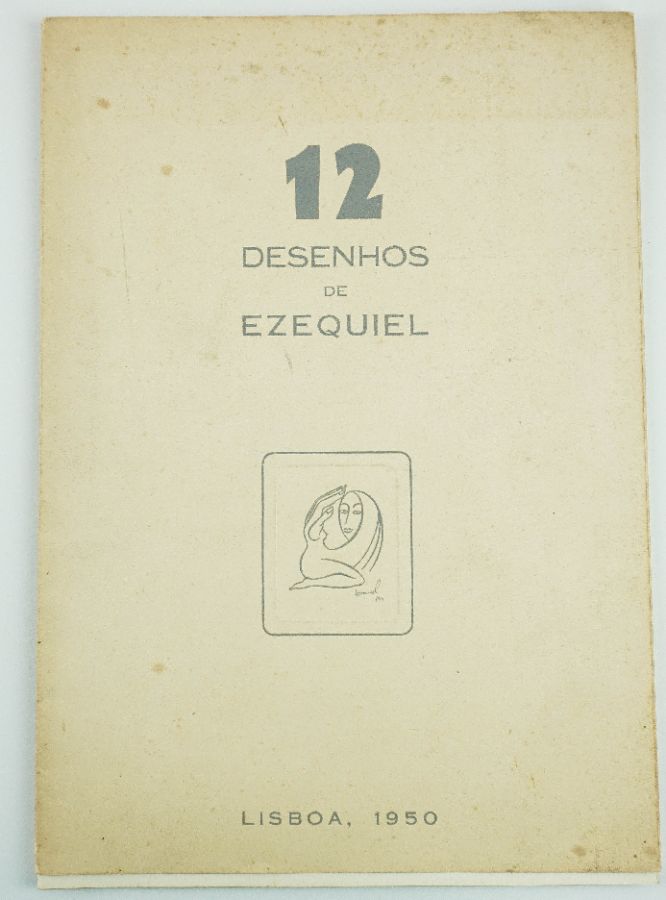 12
DESENHOS
DE
EZEQUIEL
LISBOA, 1950